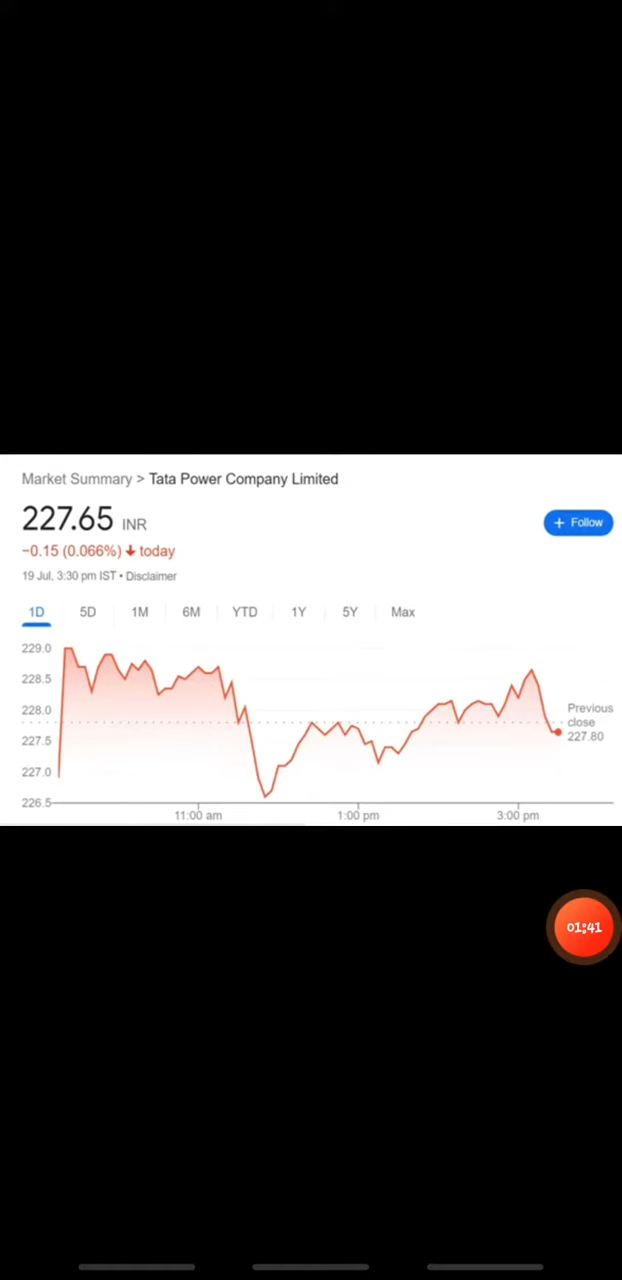 Market Summary > Tata Power Company Limited
227.65 INR
+ Follow
−0.15 (0.066%) ↓ today
19 Jul, 3:30 pm IST • Disclaimer
1D 5D 1M 6M YTD 1Y 5Y Max
229.0
228.5
228.0
227.5
227.0
226.5
Previous
close
227.80
11:00 am 1:00 pm 3:00 pm
01:41